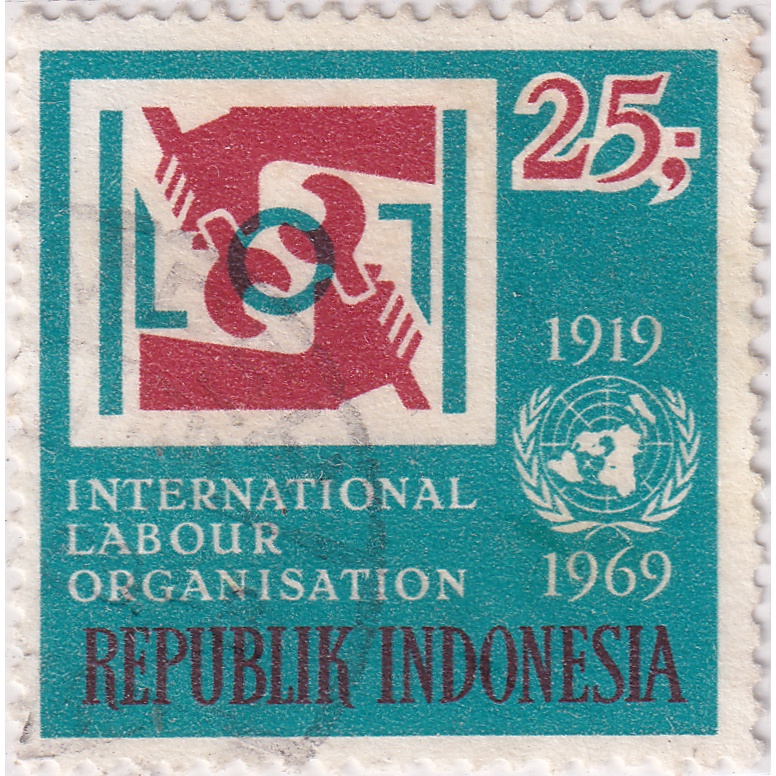 25;
1919
INTERNATIONAL
LABOUR
ORGANISATION
1969
REPUBLIK INDONESIA